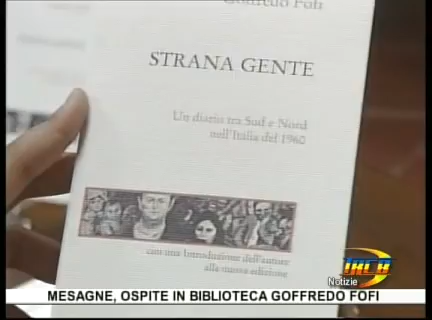 Goffredo Fofi
STRANA GENTE
Un diario tra Sud e Nord
nell'Italia del 1960
con una Introduzione dell'autore
alla nuova edizione
Notizie
MESAGNE, OSPITE IN BIBLIOTECA GOFFREDO FOFI